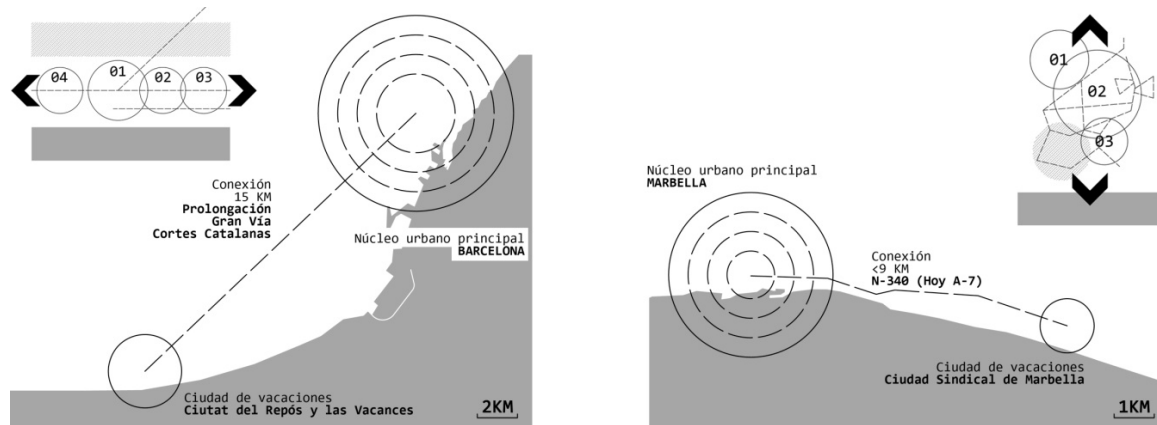 04
01
02
03
Conexión
15 KM
Prolongación
Gran Vía
Cortes Catalanas
Núcleo urbano principal
BARCELONA
Ciudad de vacaciones
Ciutat del Repós y las Vacances
2KM
01
02
03
Núcleo urbano principal
MARBELLA
Conexión
<9 KM
N-340 (Hoy A-7)
Ciudad de vacaciones
Ciudad Sindical de Marbella
1KM